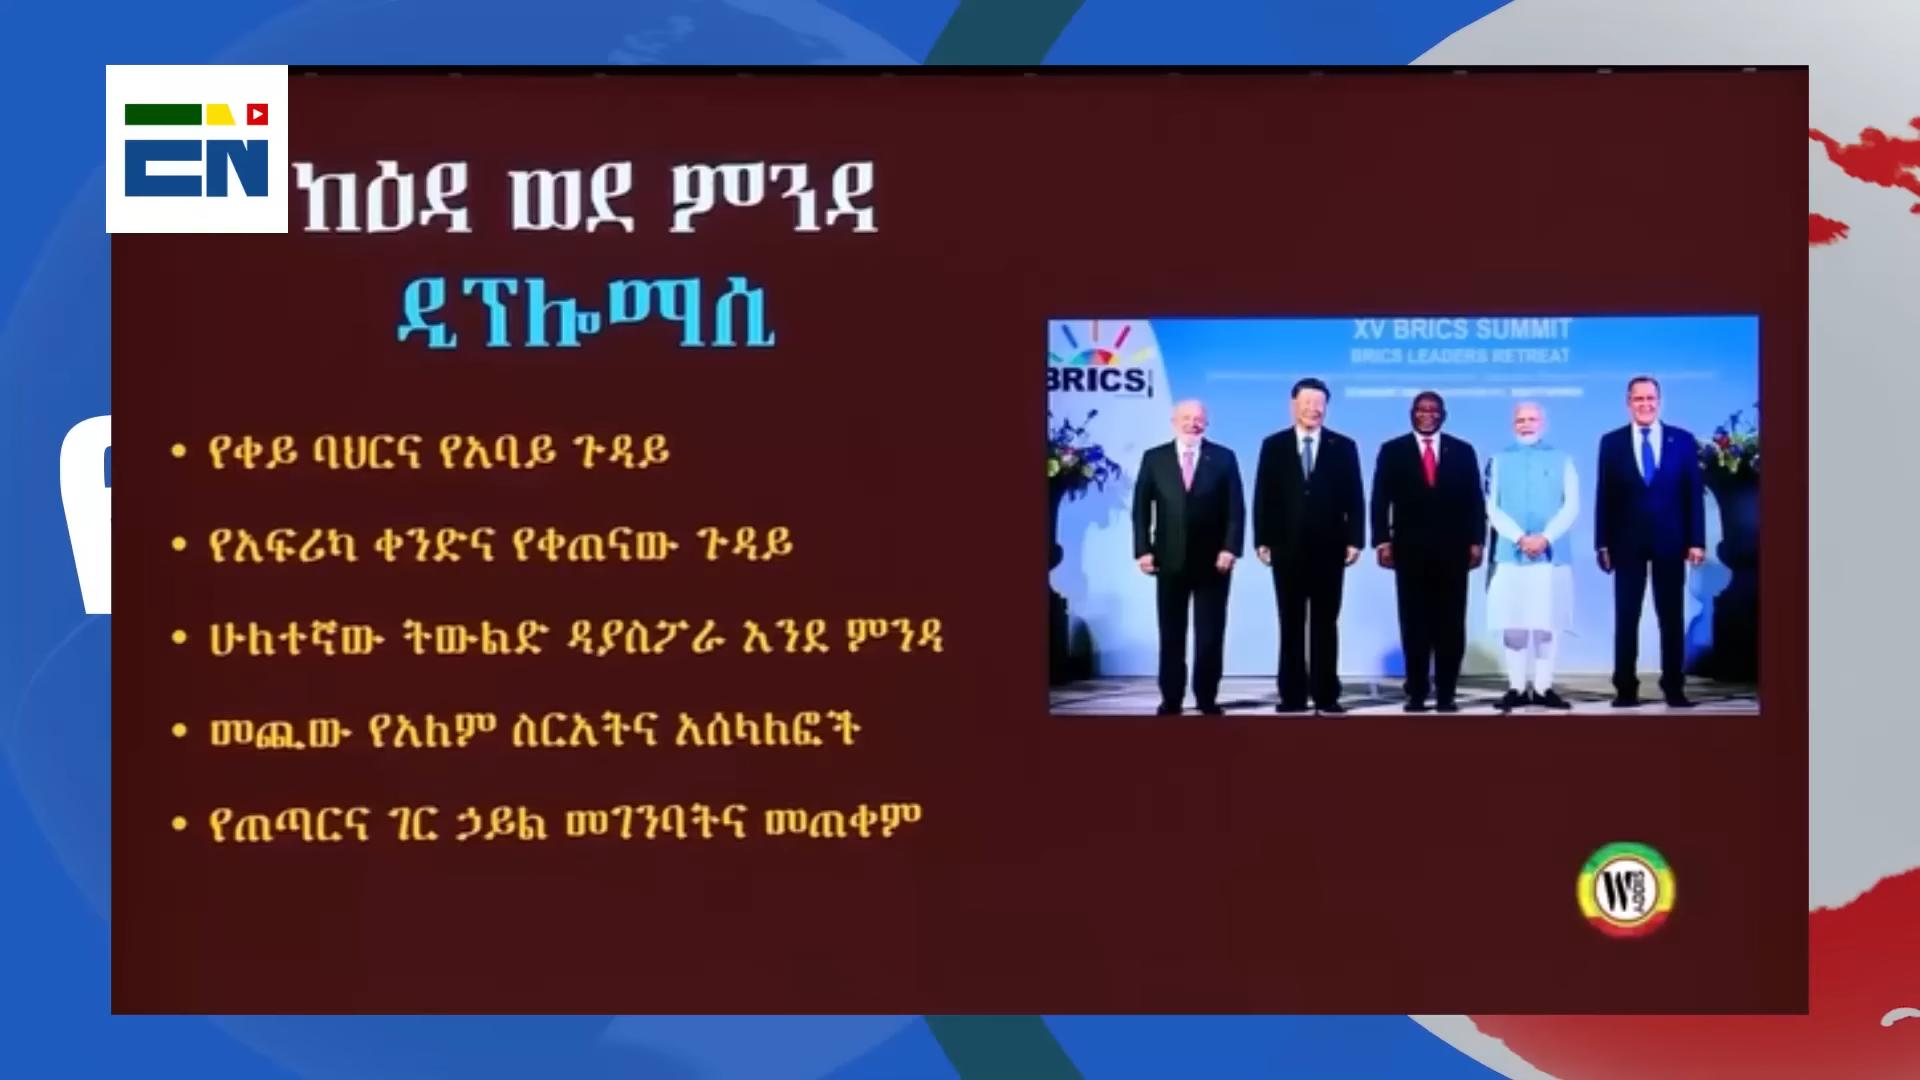 EN
ከዕዳ ወደ ምንዳ
ዲፕሎማሲ
• የቀይ ባህርና የአባይ ጉዳይ
• የአፍሪካ ቀንድና የቀጠናው ጉዳይ
• ሁለተኛው ትውልድ ዳያስፖራ እንደ ምንዳ
• መጪው የአለም ስርአትና አሰላለፎች
• የጠጣርና ገር ኃይል መገንባትና መጠቀም
XV BRICS SUMMIT
BRICS LEADERS RETREAT
BRICS